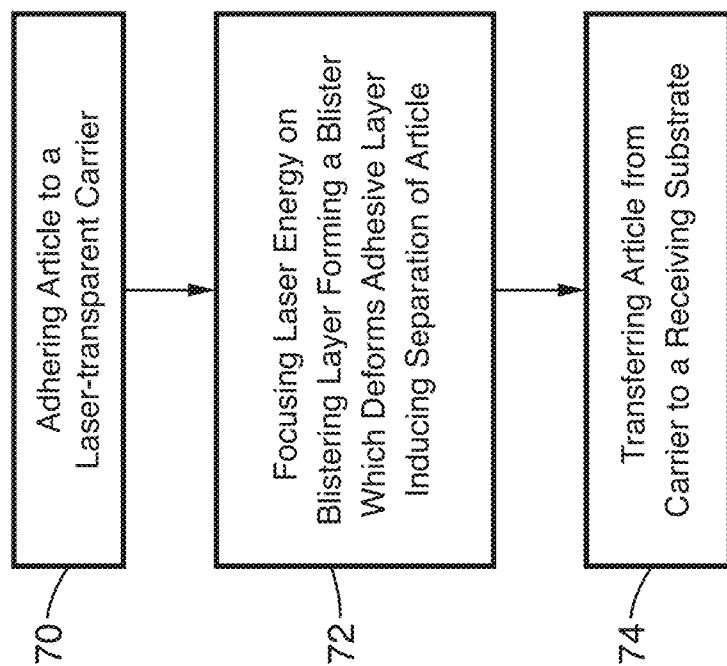 Adhering Article to a
Laser-transparent Carrier
70
Focusing Laser Energy on
Blistering Layer Forming a Blister
Which Deforms Adhesive Layer
Inducing Separation of Article
72
Transferring Article from
Carrier to a Receiving Substrate
74